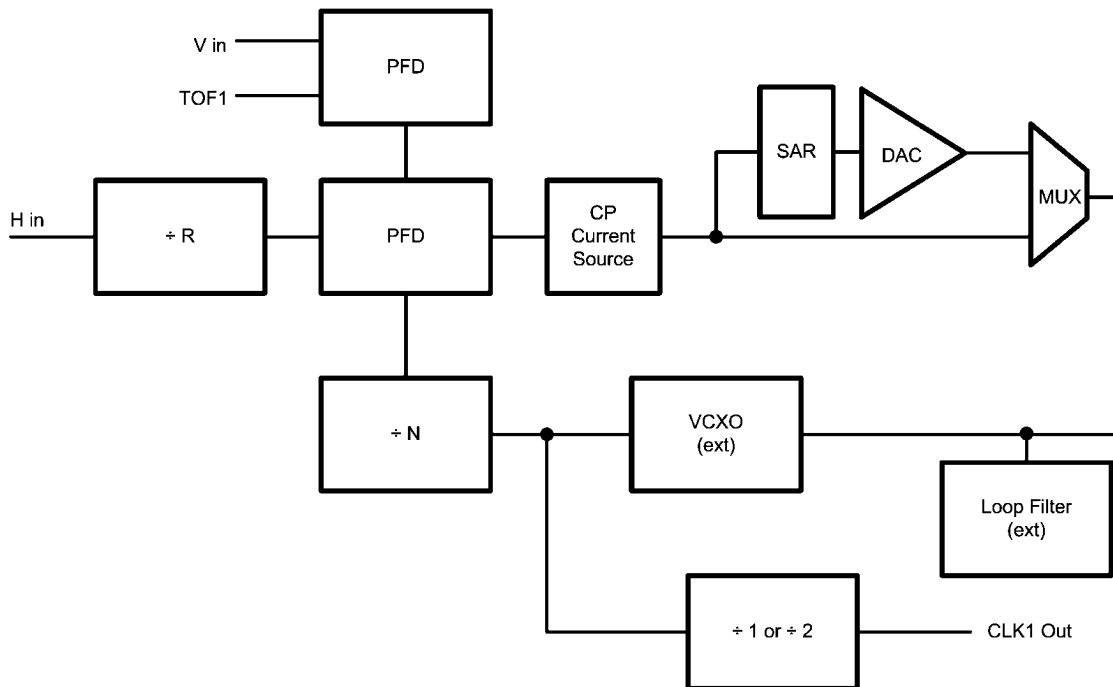 V in
PFD
TOF1
SAR
DAC
MUX
H in
÷ R
PFD
CP
Current
Source
÷ N
VCXO
(ext)
Loop Filter
(ext)
÷ 1 or ÷ 2
CLK1 Out